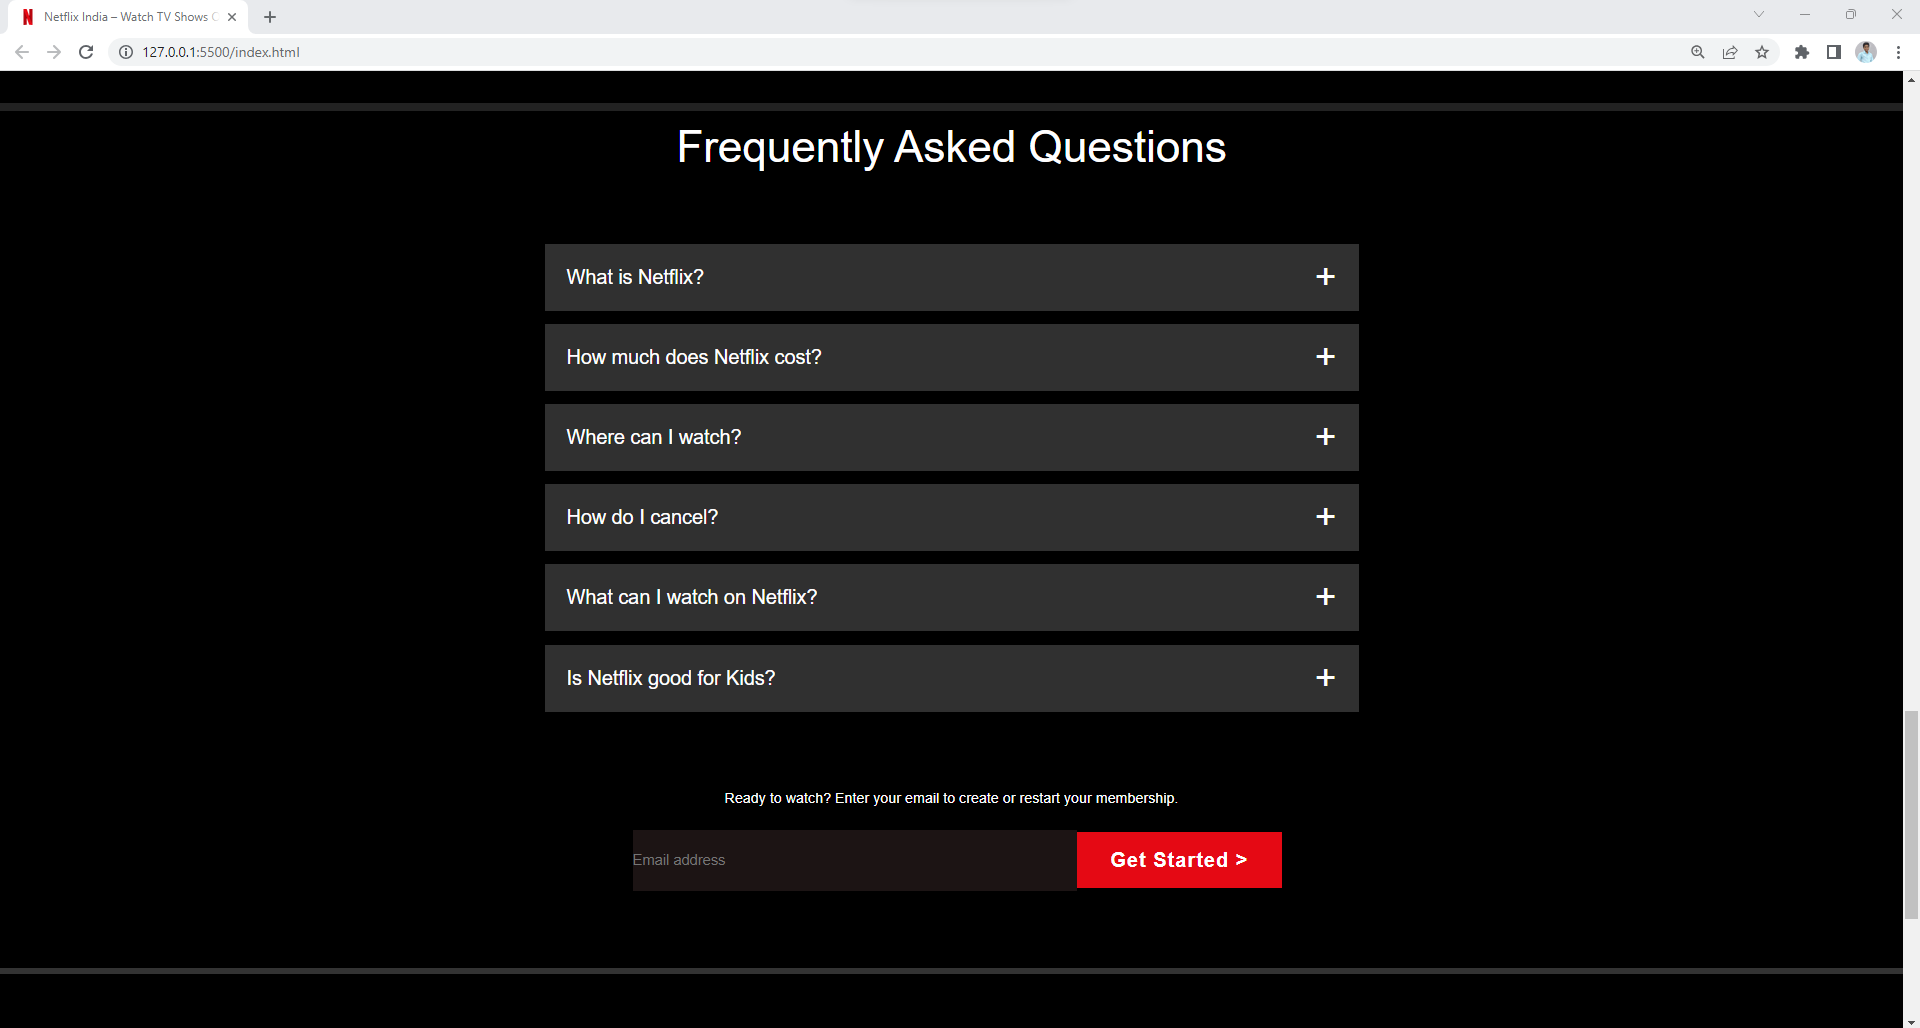 Netflix India – Watch TV Shows
127.0.0.1:5500/index.html
Frequently Asked Questions
What is Netflix?
How much does Netflix cost?
Where can I watch?
How do I cancel?
What can I watch on Netflix?
Is Netflix good for Kids?
Ready to watch? Enter your email to create or restart your membership.
Email address
Get Started >